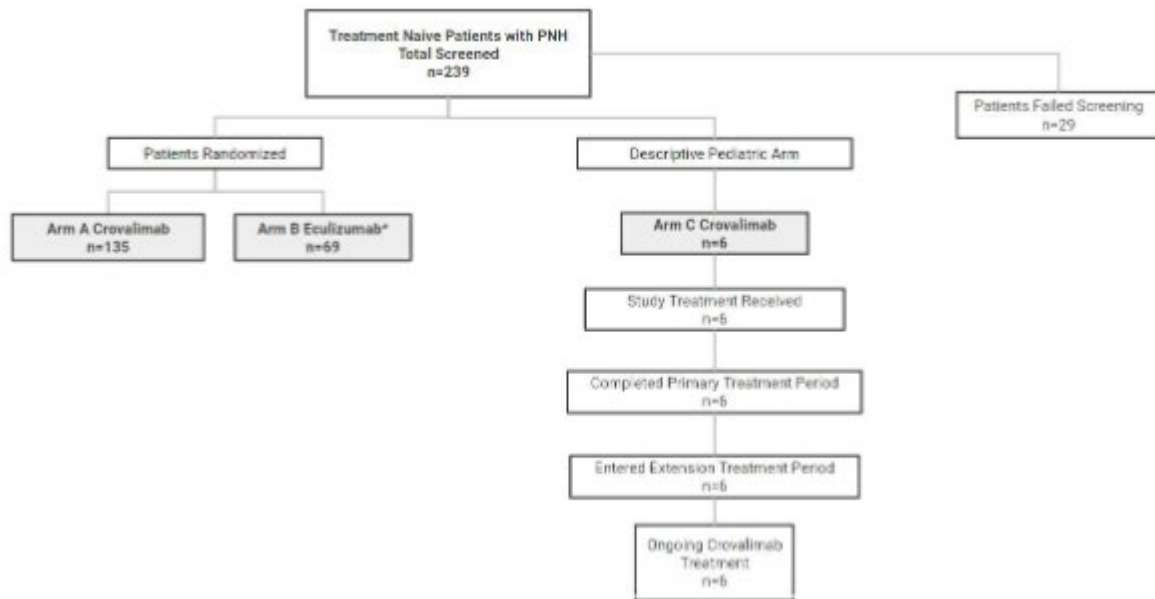 Treatment Naive Patients with PNH
Total Screened
n=239
Patients Failed Screening
n=29
Patients Randomized
Descriptive Pediatric Arm
Arm A Crovalimab
n=135
Arm B Eculizumab*
n=69
Arm C Crovalimab
n=6
Study Treatment Received
n=6
Completed Primary Treatment Period
n=6
Entered Extension Treatment Period
n=6
Ongoing Crovalimab
Treatment
n=6